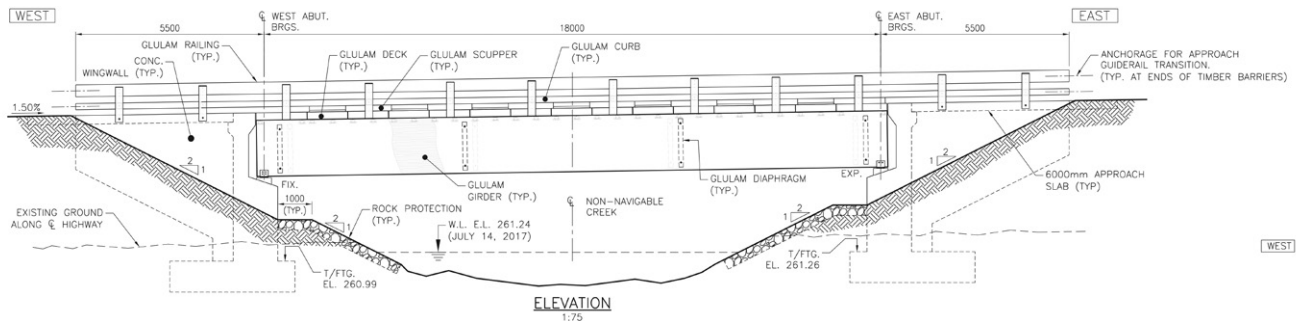 WEST
℄ WEST ABUT.
BRGS.
℄ EAST ABUT.
BRGS.
EAST
5500
18000
5500
GLULAM RAILING
(TYP.)
GLULAM DECK
(TYP.)
GLULAM SCUPPER
(TYP.)
GLULAM CURB
(TYP.)
CONC.
WINGWALL (TYP.)
ANCHORAGE FOR APPROACH
GUIDERAIL TRANSITION.
(TYP. AT ENDS OF TIMBER BARRIERS)
1.50%
2
1
FIX.
GLULAM
GIRDER (TYP.)
GLULAM DIAPHRAGM
(TYP.)
EXP.
2
1
6000mm APPROACH
SLAB (TYP)
1000
(TYP.)
2
1
ROCK PROTECTION
(TYP.)
℄ NON-NAVIGABLE
CREEK
2
1
EXISTING GROUND
ALONG ℄ HIGHWAY
W.L. E.L. 261.24
(JULY 14, 2017)
T/FTG.
EL. 260.99
T/FTG.
EL. 261.26
WEST
ELEVATION
1:75